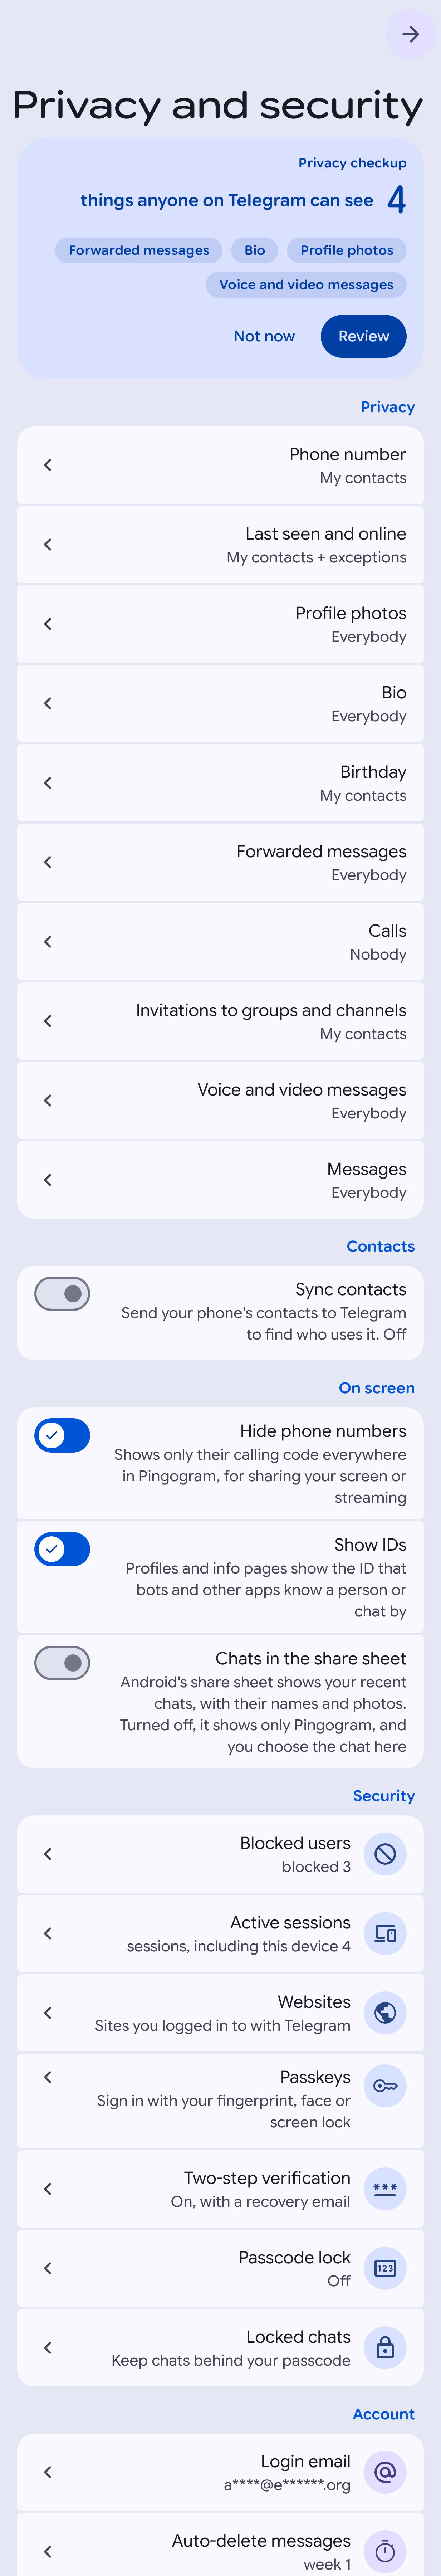 Privacy and security
Privacy checkup
things anyone on Telegram can see 4
Forwarded messages Bio Profile photos
Voice and video messages
Not now Review
Privacy
Phone number
My contacts
Last seen and online
My contacts + exceptions
Profile photos
Everybody
Bio
Everybody
Birthday
My contacts
Forwarded messages
Everybody
Calls
Nobody
Invitations to groups and channels
My contacts
Voice and video messages
Everybody
Messages
Everybody
Contacts
Sync contacts
Send your phone's contacts to Telegram
to find who uses it. Off
On screen
Hide phone numbers
Shows only their calling code everywhere
in Pingogram, for sharing your screen or
streaming
Show IDs
Profiles and info pages show the ID that
bots and other apps know a person or
chat by
Chats in the share sheet
Android's share sheet shows your recent
chats, with their names and photos.
Turned off, it shows only Pingogram, and
you choose the chat here
Security
Blocked users
blocked 3
Active sessions
sessions, including this device 4
Websites
Sites you logged in to with Telegram
Passkeys
Sign in with your fingerprint, face or
screen lock
Two-step verification
On, with a recovery email
Passcode lock
Off
123
Locked chats
Keep chats behind your passcode
Account
Login email
a****@e******.org
Auto-delete messages
week 1